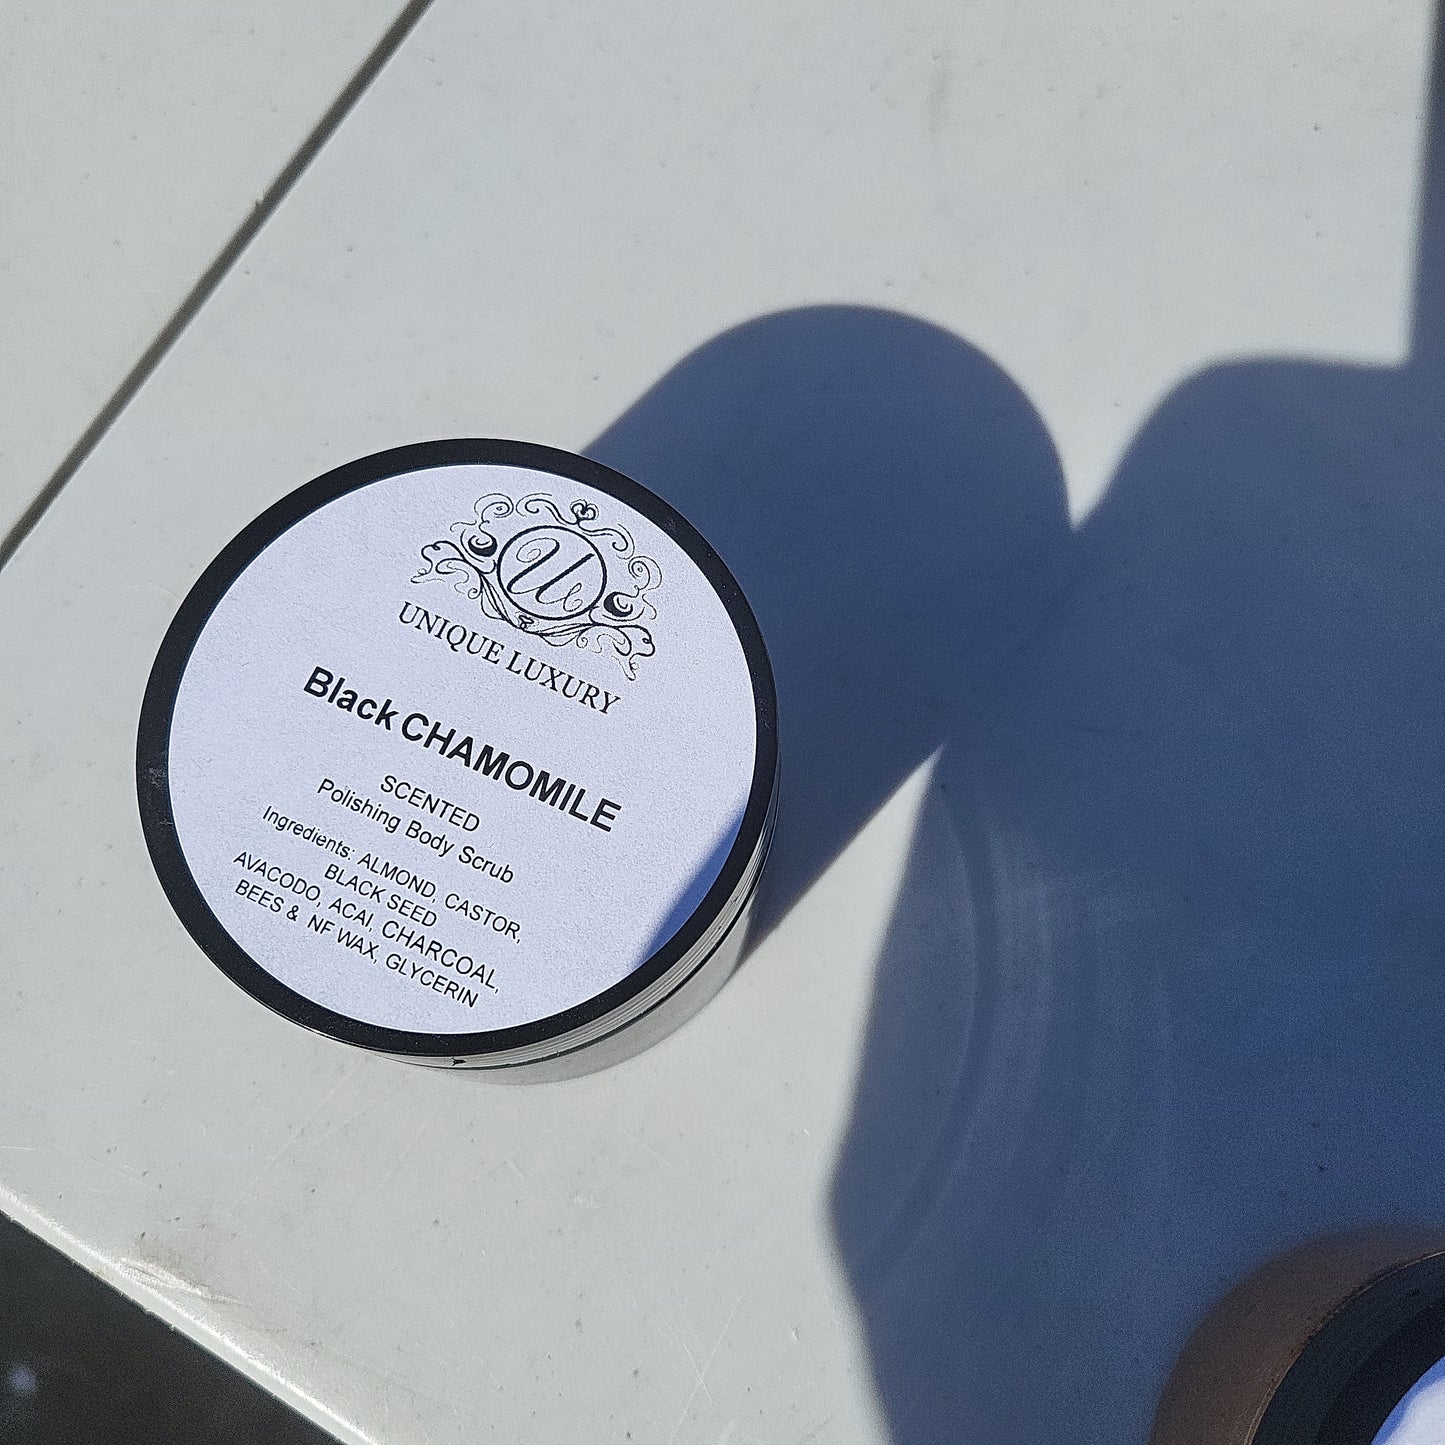 U
UNIQUE LUXURY
Black CHAMOMILE
SCENTED
Polishing Body Scrub
Ingredients: ALMOND, CASTOR,
BLACK SEED
AVACODO, ACAI, CHARCOAL,
BEES & NF WAX, GLYCERIN